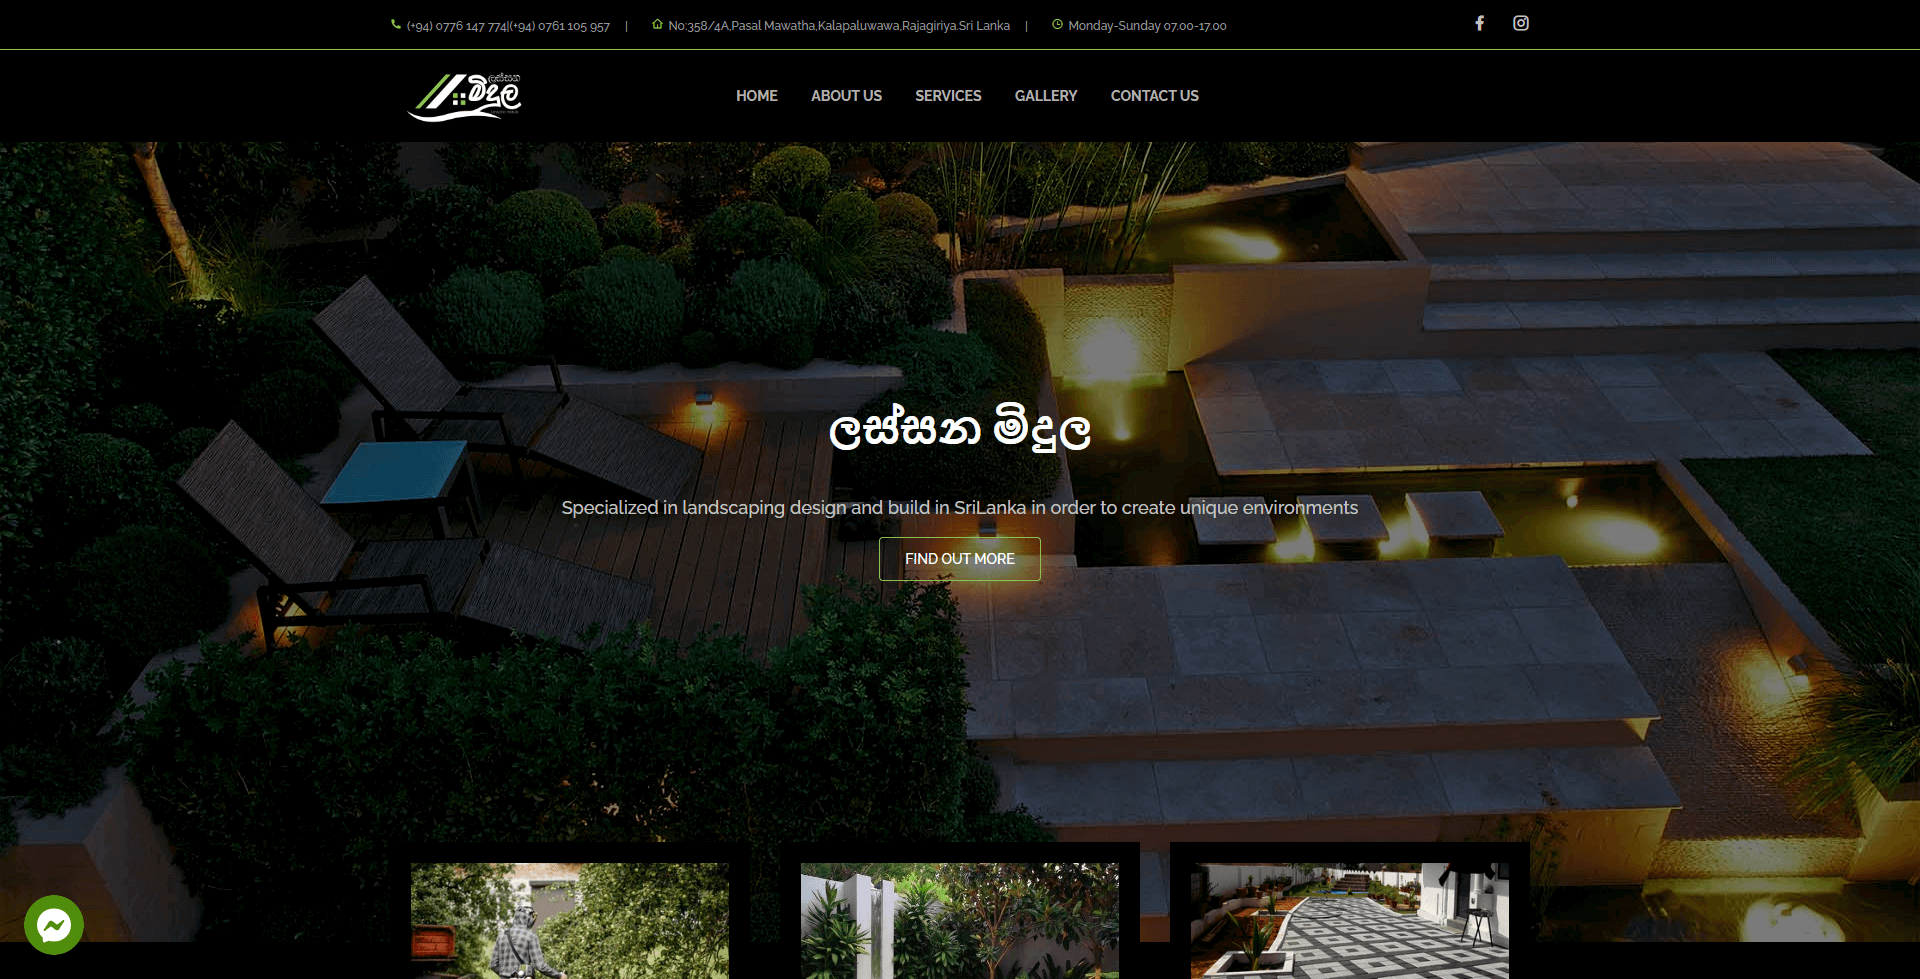 (+94) 0776 147 774|(+94) 0761 105 957 | No:358/4A,Pasal Mawatha,Kalapaluwawa,Rajagiriya.Sri Lanka | Monday-Sunday 07.00-17.00
ලස්සන
මිදුල
HOME ABOUT US SERVICES GALLERY CONTACT US
ලස්සන මිදුල
Specialized in landscaping design and build in SriLanka in order to create unique environments
FIND OUT MORE